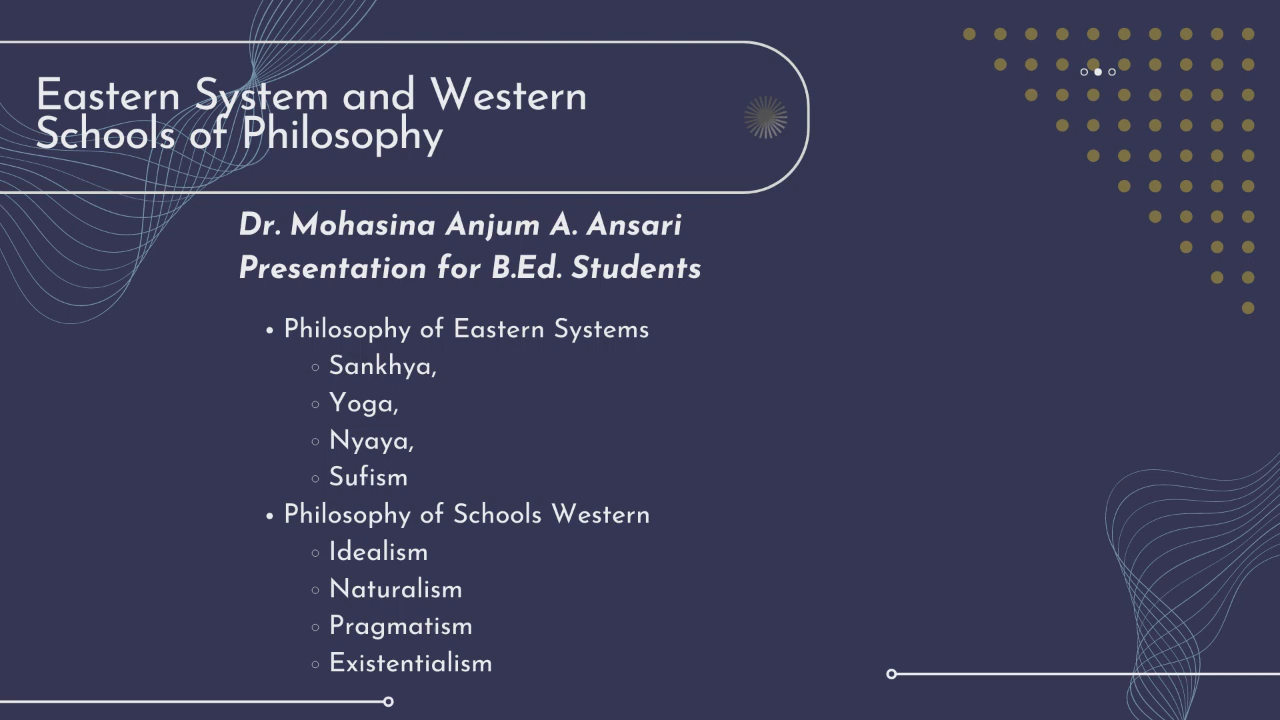 Eastern System and Western
Schools of Philosophy
Dr. Mohasina Anjum A. Ansari
Presentation for B.Ed. Students
• Philosophy of Eastern Systems
○ Sankhya,
○ Yoga,
○ Nyaya,
○ Sufism
• Philosophy of Schools Western
○ Idealism
○ Naturalism
○ Pragmatism
○ Existentialism